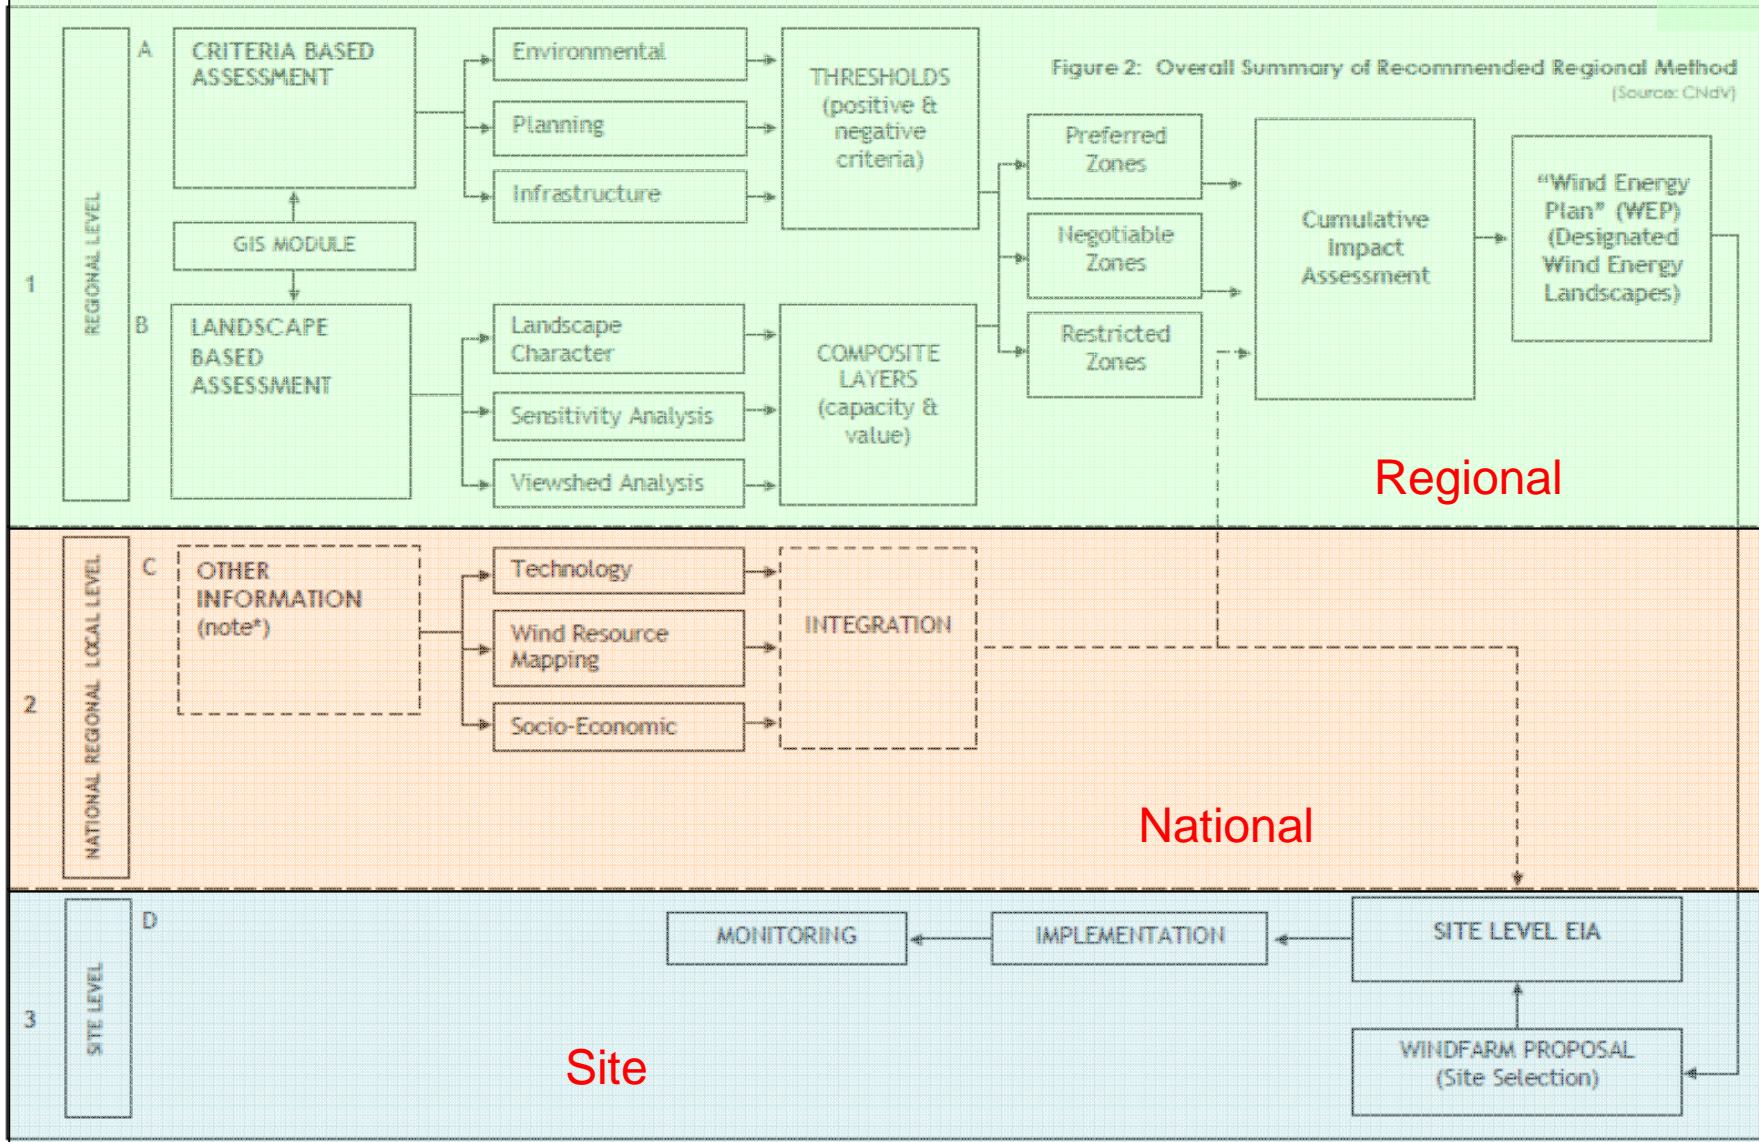 Figure 2: Overall Summary of Recommended Regional Method
(Source: CNdV)
1
REGIONAL LEVEL
A
CRITERIA BASED
ASSESSMENT
GIS MODULE
B
LANDSCAPE
BASED
ASSESSMENT
Environmental
Planning
Infrastructure
Landscape
Character
Sensitivity Analysis
Viewshed Analysis
THRESHOLDS
(positive &
negative
criteria)
COMPOSITE
LAYERS
(capacity &
value)
Preferred
Zones
Negotiable
Zones
Restricted
Zones
Cumulative
Impact
Assessment
"Wind Energy
Plan" (WEP)
(Designated
Wind Energy
Landscapes)
Regional
2
NATIONAL REGIONAL LOCAL LEVEL
C
OTHER
INFORMATION
(note*)
Technology
Wind Resource
Mapping
Socio-Economic
INTEGRATION
National
3
SITE LEVEL
D
MONITORING
IMPLEMENTATION
SITE LEVEL EIA
WINDFARM PROPOSAL
(Site Selection)
Site